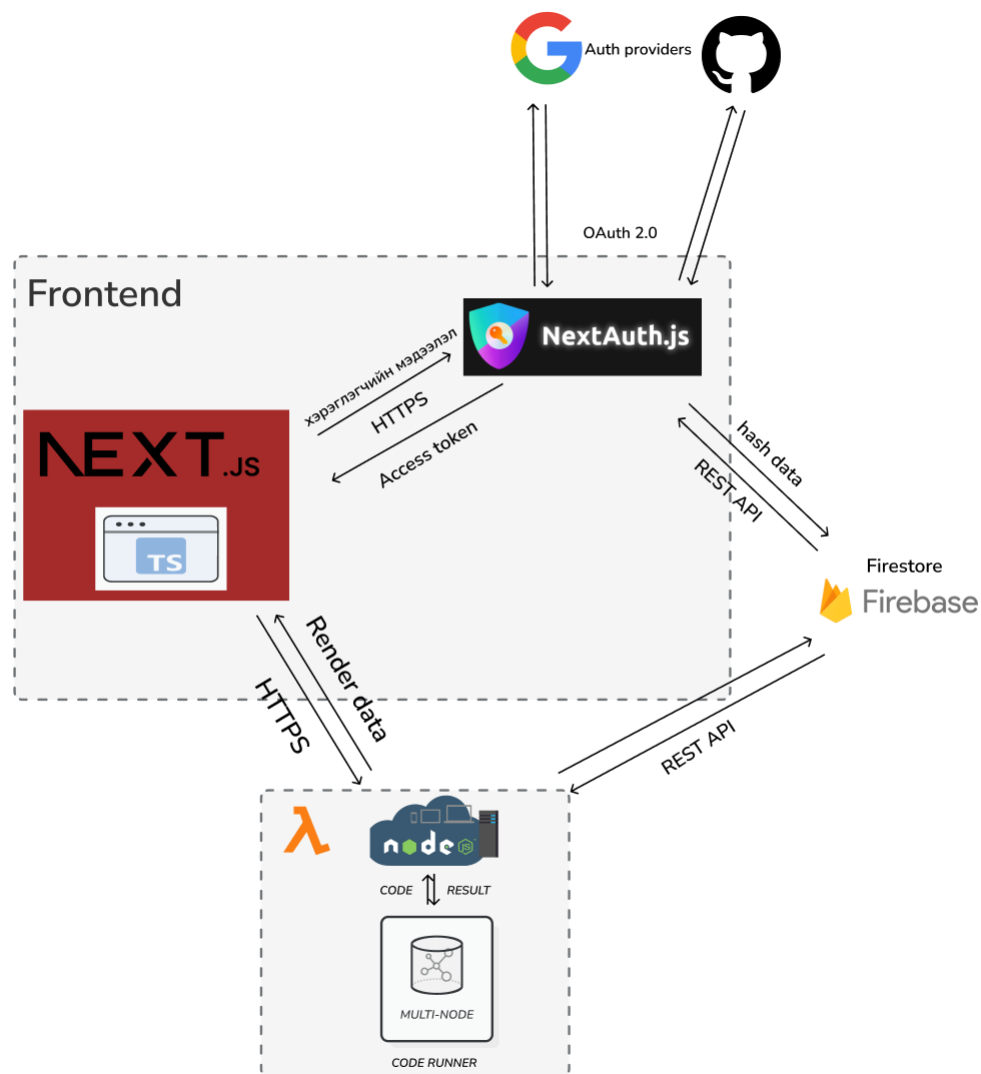 Auth providers
OAuth 2.0
Frontend
NextAuth.js
хэрэглэгчийн мэдээлэл
HTTPS
Access token
NEXT.JS
TS
hash data
REST API
Firestore
Firebase
Render data
HTTPS
REST API
λ
node JS
CODE
RESULT
MULTI-NODE
CODE RUNNER